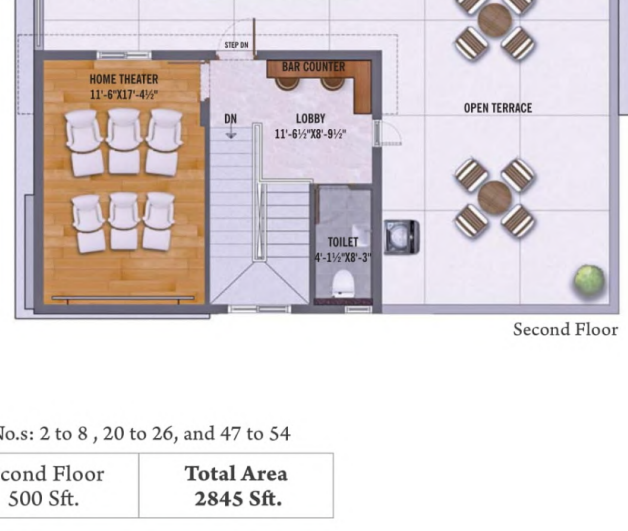 STEP DN
BAR COUNTER
HOME THEATER
11'-6"X17'-4½"
DN
LOBBY
11'-6½"X8'-9½"
OPEN TERRACE
TOILET
4'-1½"X8'-3"
Second Floor
No.s: 2 to 8 , 20 to 26, and 47 to 54
cond Floor
500 Sft.
Total Area
2845 Sft.